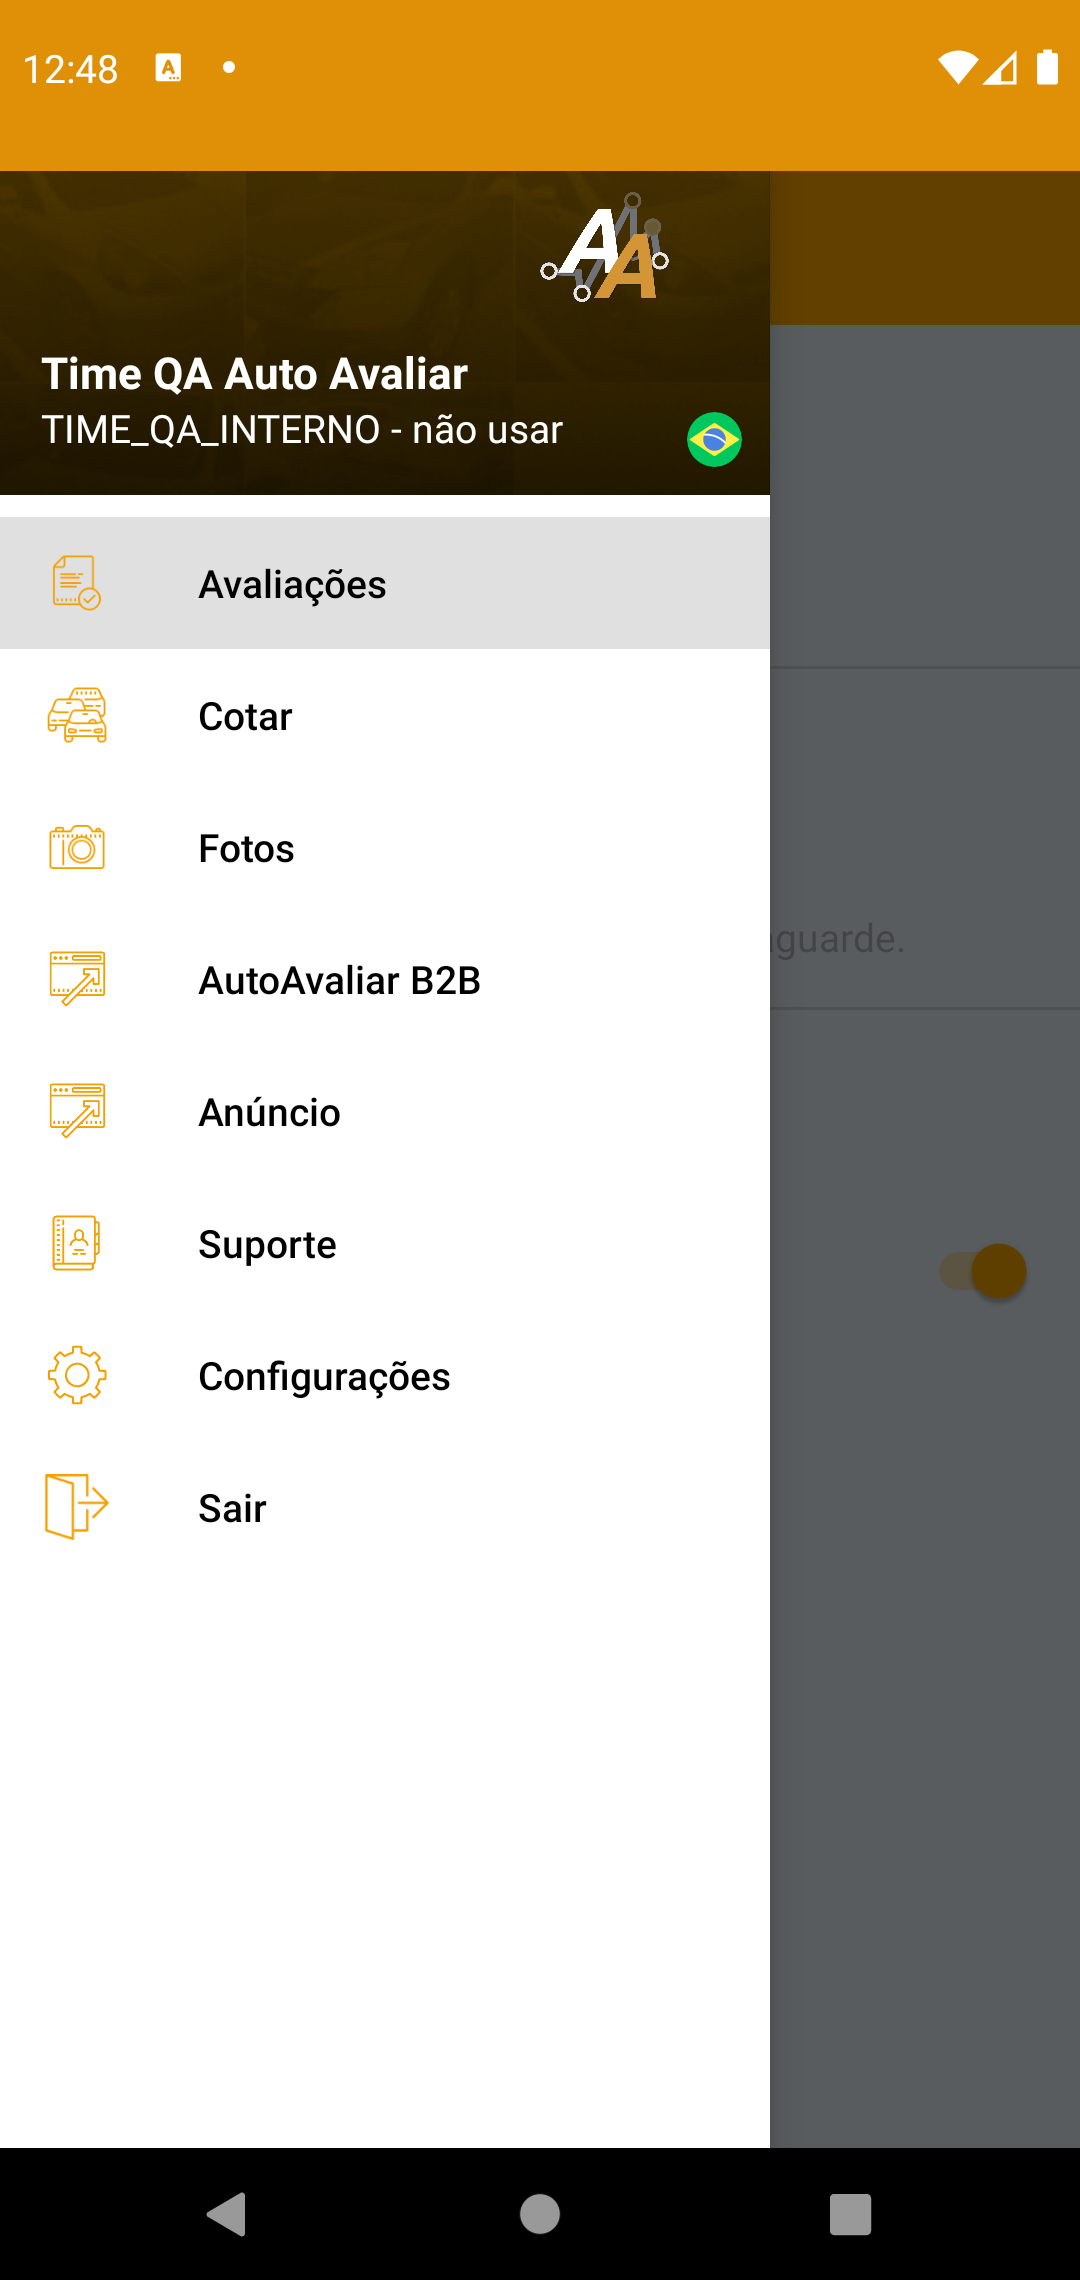 12:48
AA
Time QA Auto Avaliar
TIME_QA_INTERNO - não usar
Avaliações
Cotar
Fotos
aguarde.
AutoAvaliar B2B
Anúncio
Suporte
Configurações
Sair